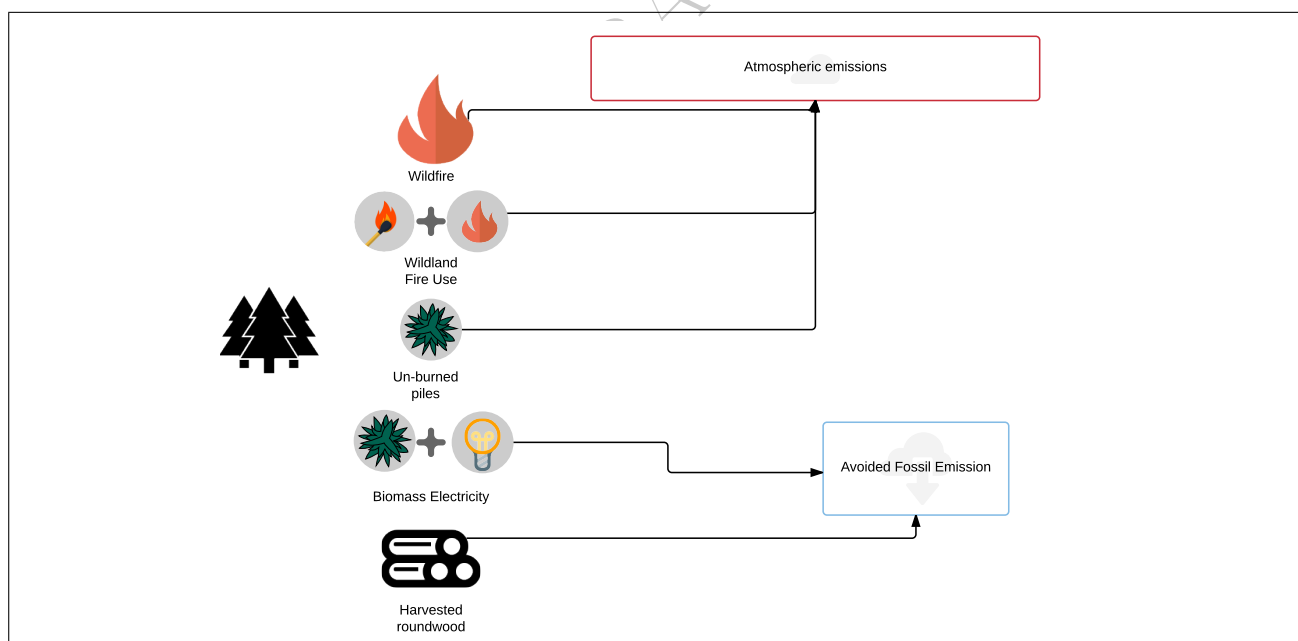 Atmospheric emissions
Wildfire
Wildland
Fire Use
Un-burned
piles
Biomass Electricity
Avoided Fossil Emission
Harvested
roundwood